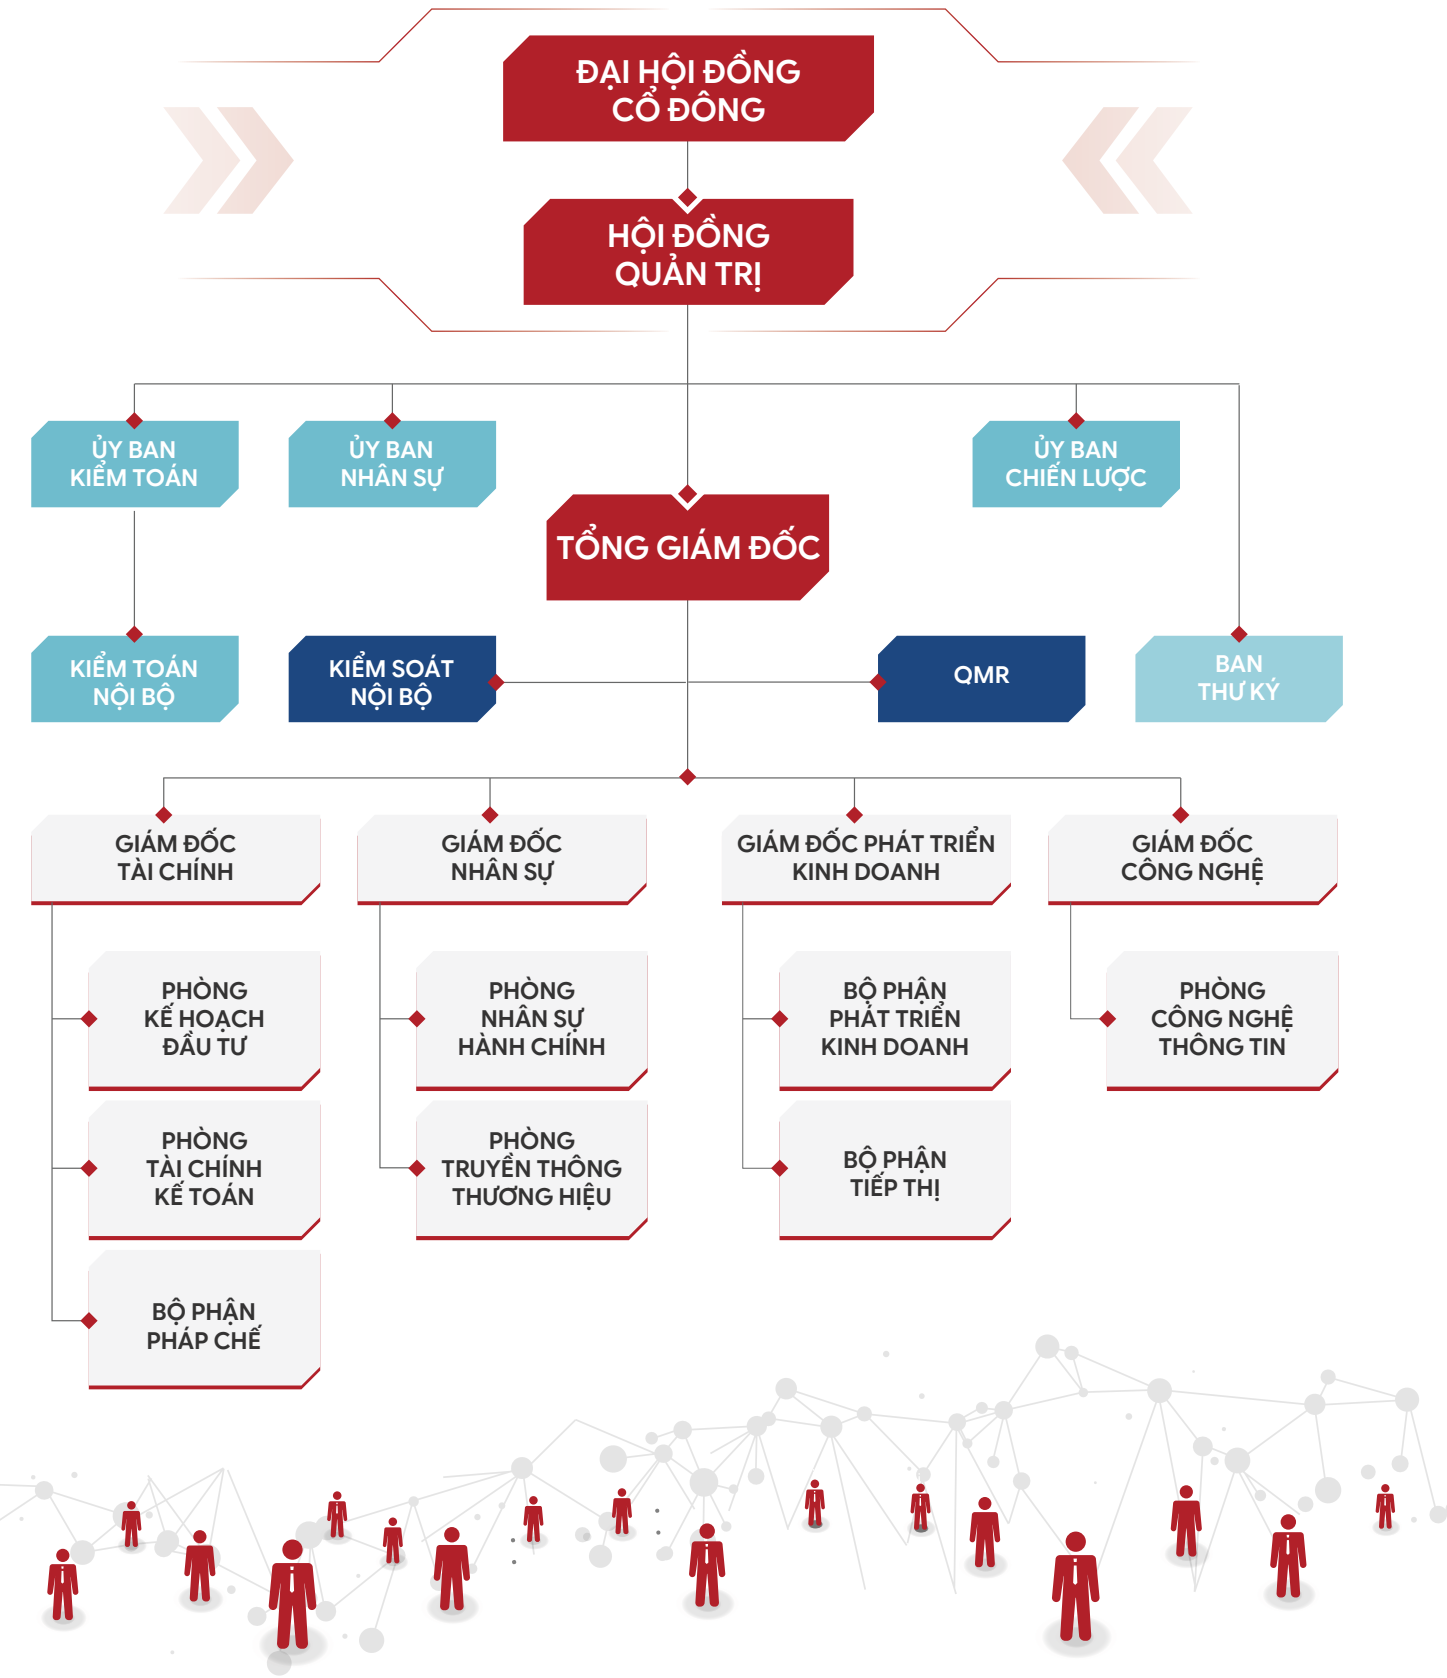 ĐẠI HỘI ĐỒNG
CỔ ĐÔNG
HỘI ĐỒNG
QUẢN TRỊ
ỦY BAN
KIỂM TOÁN
ỦY BAN
NHÂN SỰ
ỦY BAN
CHIẾN LƯỢC
TỔNG GIÁM ĐỐC
KIỂM TOÁN
NỘI BỘ
KIỂM SOÁT
NỘI BỘ
QMR
BAN
THƯ KÝ
GIÁM ĐỐC
TÀI CHÍNH
GIÁM ĐỐC
NHÂN SỰ
GIÁM ĐỐC PHÁT TRIỂN
KINH DOANH
GIÁM ĐỐC
CÔNG NGHỆ
PHÒNG
KẾ HOẠCH
ĐẦU TƯ
PHÒNG
NHÂN SỰ
HÀNH CHÍNH
BỘ PHẬN
PHÁT TRIỂN
KINH DOANH
PHÒNG
CÔNG NGHỆ
THÔNG TIN
PHÒNG
TÀI CHÍNH
KẾ TOÁN
PHÒNG
TRUYỀN THÔNG
THƯƠNG HIỆU
BỘ PHẬN
TIẾP THỊ
BỘ PHẬN
PHÁP CHẾ